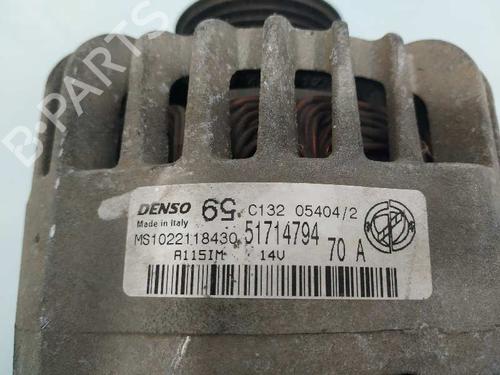 B-PARTS
DENSO 59 C132 05404/2
Made in Italy
MS1022118430 51714794
A115IM 14V 70 A